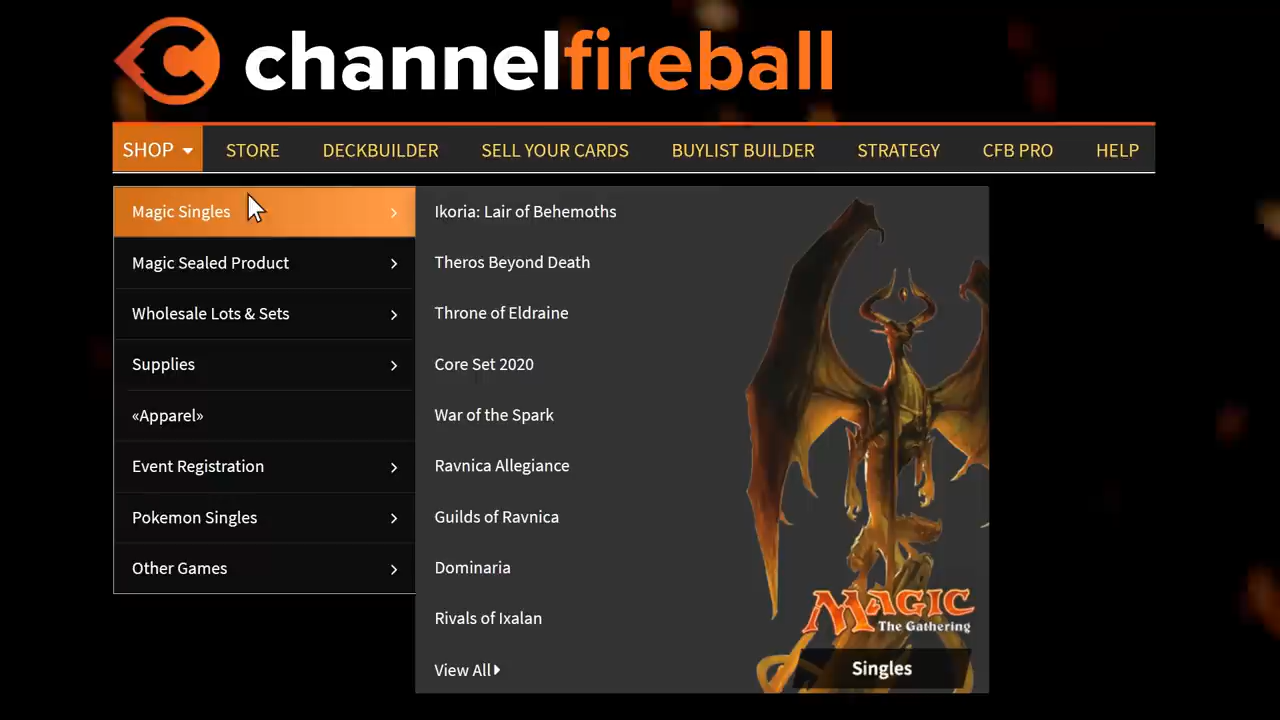 channelfireball
SHOP STORE DECKBUILDER SELL YOUR CARDS BUYLIST BUILDER STRATEGY CFB PRO HELP
Magic Singles
Magic Sealed Product
Wholesale Lots & Sets
Supplies
«Apparel»
Event Registration
Pokemon Singles
Other Games
Ikoria: Lair of Behemoths
Theros Beyond Death
Throne of Eldraine
Core Set 2020
War of the Spark
Ravnica Allegiance
Guilds of Ravnica
Dominaria
Rivals of Ixalan
View All
MAGIC
The Gathering
Singles